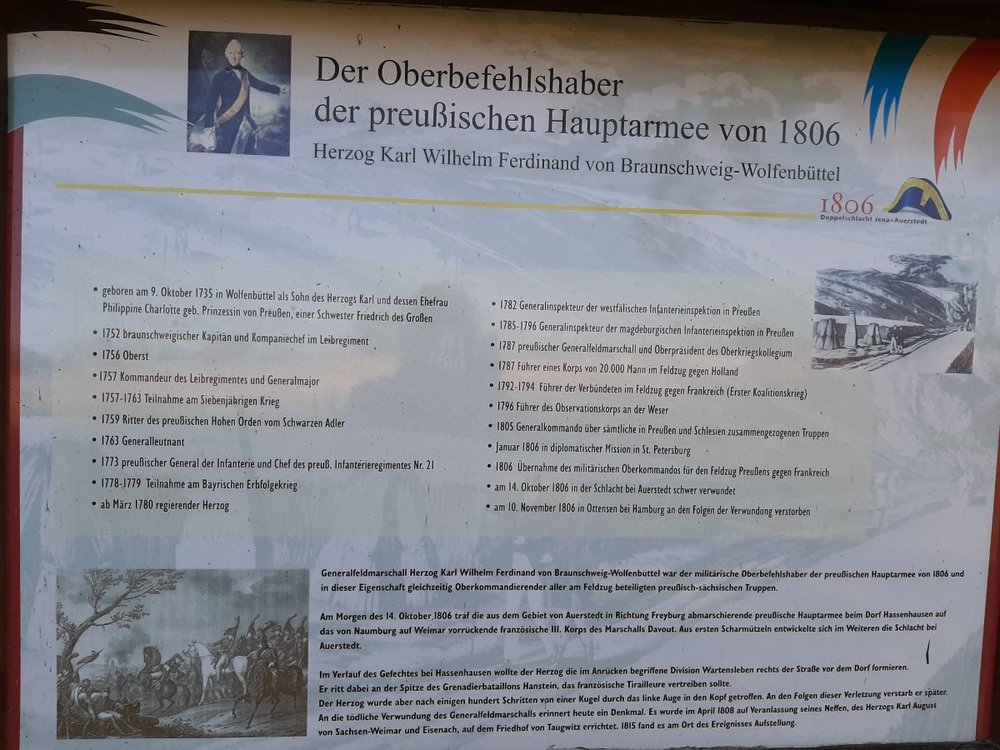 Der Oberbefehlshaber
der preußischen Hauptarmee von 1806
Herzog Karl Wilhelm Ferdinand von Braunschweig-Wolfenbüttel
1806
Doppelschlacht Jena·Auerstedt
• geboren am 9. Oktober 1735 in Wolfenbüttel als Sohn des Herzogs Karl und dessen Ehefrau
Philippine Charlotte geb. Prinzessin von Preußen, einer Schwester Friedrich des Großen
• 1752 braunschweigischer Kapitän und Kompaniechef im Leibregiment
• 1756 Oberst
• 1757 Kommandeur des Leibregimentes und Generalmajor
• 1757-1763 Teilnahme am Siebenjährigen Krieg
• 1759 Ritter des preußischen Hohen Orden vom Schwarzen Adler
• 1763 Generalleutnant
• 1773 preußischer General der Infanterie und Chef des preuß. Infanterieregimentes Nr. 21
• 1778-1779 Teilnahme am Bayrischen Erbfolgekrieg
• ab März 1780 regierender Herzog
• 1782 Generalinspekteur der westfälischen Infanterieinspektion in Preußen
• 1785-1796 Generalinspekteur der magdeburgischen Infanterieinspektion in Preußen
• 1787 preußischer Generalfeldmarschall und Oberpräsident des Oberkriegskollegium
• 1787 Führer eines Korps von 20.000 Mann im Feldzug gegen Holland
• 1792-1794 Führer der Verbündeten im Feldzug gegen Frankreich (Erster Koalitionskrieg)
• 1796 Führer des Observationskorps an der Weser
• 1805 Generalkommando über sämtliche in Preußen und Schlesien zusammengezogenen Truppen
• Januar 1806 in diplomatischer Mission in St. Petersburg
• 1806 Übernahme des militärischen Oberkommandos für den Feldzug Preußens gegen Frankreich
• am 14. Oktober 1806 in der Schlacht bei Auerstedt schwer verwundet
• am 10. November 1806 in Ottensen bei Hamburg an den Folgen der Verwundung verstorben
Generalfeldmarschall Herzog Karl Wilhelm Ferdinand von Braunschweig-Wolfenbuttel war der militärische Oberbefehlshaber der preußischen Hauptarmee von 1806 und
in dieser Eigenschaft gleichzeitig Oberkommandierender aller am Feldzug beteiligten preußisch-sächsischen Truppen.
Am Morgen des 14. Oktober 1806 traf die aus dem Gebiet von Auerstedt in Richtung Freyburg abmarschierende preußische Hauptarmee beim Dorf Hassenhausen auf
das von Naumburg auf Weimar vorrückende französische III. Korps des Marschalls Davout. Aus ersten Scharmützeln entwickelte sich im Weiteren die Schlacht bei
Auerstedt.
Im Verlauf des Gefechtes bei Hassenhausen wollte der Herzog die im Anrücken begriffene Division Wartensleben rechts der Straße vor dem Dorf formieren.
Er ritt dabei an der Spitze des Grenadierbataillons Hanstein, das französische Tirailleure vertreiben sollte.
Der Herzog wurde aber nach einigen hundert Schritten von einer Kugel durch das linke Auge in den Kopf getroffen. An den Folgen dieser Verletzung verstarb er später.
An die tödliche Verwundung des Generalfeldmarschalls erinnert heute ein Denkmal. Es wurde im April 1808 auf Veranlassung seines Neffen, des Herzogs Karl August
von Sachsen-Weimar und Eisenach, auf dem Friedhof von Taugwitz errichtet. 1815 fand es am Ort des Ereignisses Aufstellung.